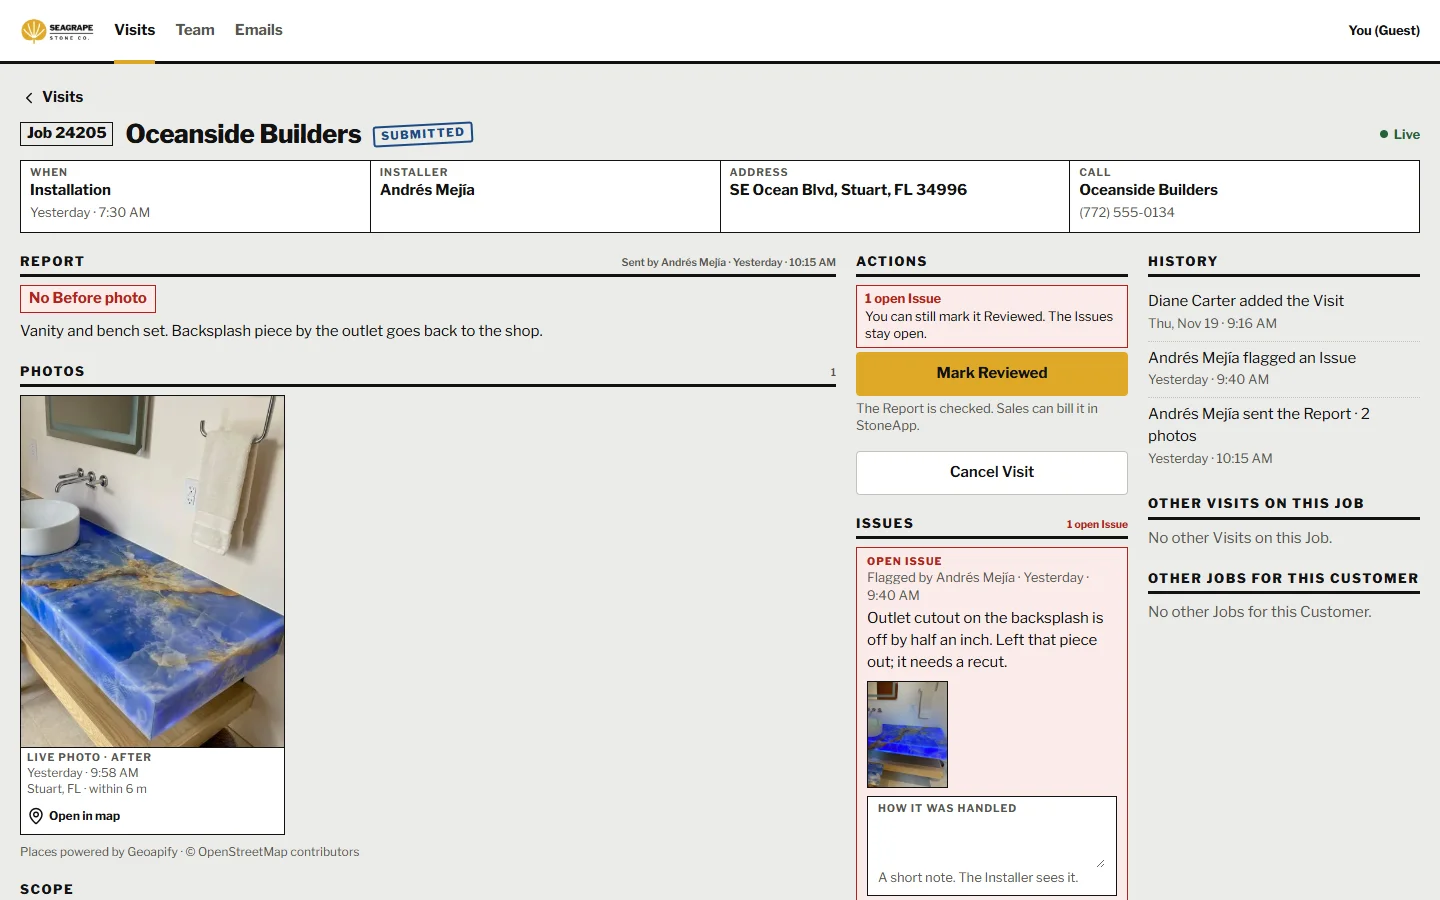 SEAGRAPE
STONE CO.
Visits
Team
Emails
You (Guest)
Visits
Job 24205
Oceanside Builders
SUBMITTED
Live
WHEN
Installation
Yesterday · 7:30 AM
INSTALLER
Andrés Mejía
ADDRESS
SE Ocean Blvd, Stuart, FL 34996
CALL
Oceanside Builders
(772) 555-0134
REPORT
Sent by Andrés Mejía · Yesterday · 10:15 AM
No Before photo
Vanity and bench set. Backsplash piece by the outlet goes back to the shop.
PHOTOS
1
LIVE PHOTO · AFTER
Yesterday · 9:58 AM
Stuart, FL · within 6 m
Open in map
Places powered by Geoapify · © OpenStreetMap contributors
SCOPE
ACTIONS
1 open Issue
You can still mark it Reviewed. The Issues
stay open.
Mark Reviewed
The Report is checked. Sales can bill it in
StoneApp.
Cancel Visit
ISSUES
1 open Issue
OPEN ISSUE
Flagged by Andrés Mejía · Yesterday ·
9:40 AM
Outlet cutout on the backsplash is
off by half an inch. Left that piece
out; it needs a recut.
HOW IT WAS HANDLED
A short note. The Installer sees it.
HISTORY
Diane Carter added the Visit
Thu, Nov 19 · 9:16 AM
Andrés Mejía flagged an Issue
Yesterday · 9:40 AM
Andrés Mejía sent the Report · 2
photos
Yesterday · 10:15 AM
OTHER VISITS ON THIS JOB
No other Visits on this Job.
OTHER JOBS FOR THIS CUSTOMER
No other Jobs for this Customer.